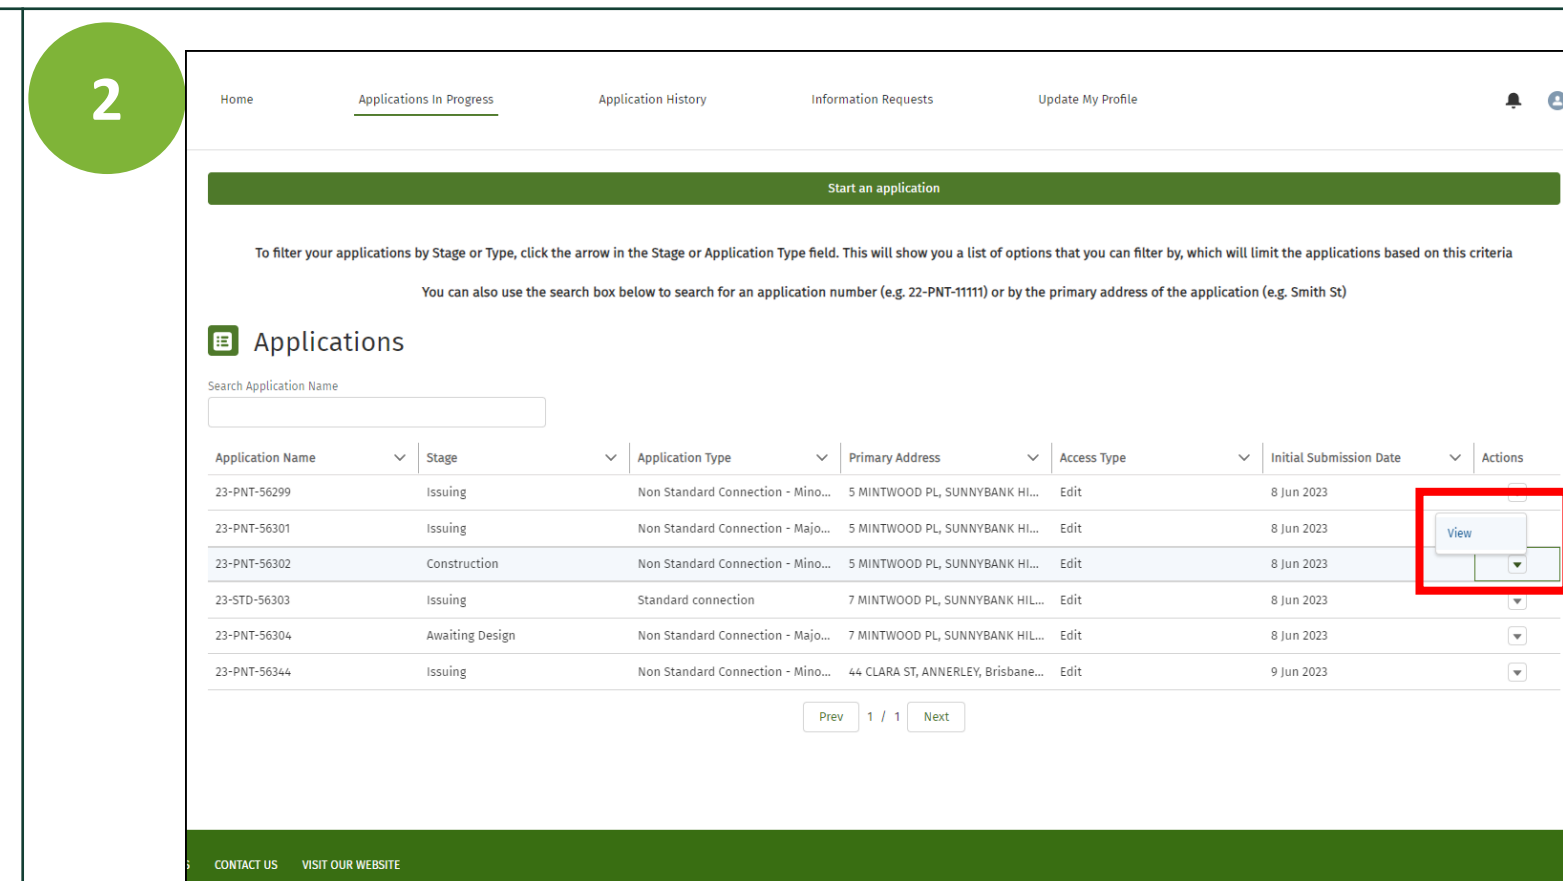 2
Home Applications In Progress Application History Information Requests Update My Profile
Start an application
To filter your applications by Stage or Type, click the arrow in the Stage or Application Type field. This will show you a list of options that you can filter by, which will limit the applications based on this criteria
You can also use the search box below to search for an application number (e.g. 22-PNT-11111) or by the primary address of the application (e.g. Smith St)
Applications
Search Application Name
Application Name Stage Application Type Primary Address Access Type Initial Submission Date Actions
23-PNT-56299 Issuing Non Standard Connection - Mino... 5 MINTWOOD PL, SUNNYBANK HI... Edit 8 Jun 2023
23-PNT-56301 Issuing Non Standard Connection - Majo... 5 MINTWOOD PL, SUNNYBANK HI... Edit 8 Jun 2023
View
23-PNT-56302 Construction Non Standard Connection - Mino... 5 MINTWOOD PL, SUNNYBANK HI... Edit 8 Jun 2023
23-STD-56303 Issuing Standard connection 7 MINTWOOD PL, SUNNYBANK HIL... Edit 8 Jun 2023
23-PNT-56304 Awaiting Design Non Standard Connection - Majo... 7 MINTWOOD PL, SUNNYBANK HIL... Edit 8 Jun 2023
23-PNT-56344 Issuing Non Standard Connection - Mino... 44 CLARA ST, ANNERLEY, Brisbane... Edit 9 Jun 2023
Prev 1 / 1 Next
CONTACT US VISIT OUR WEBSITE